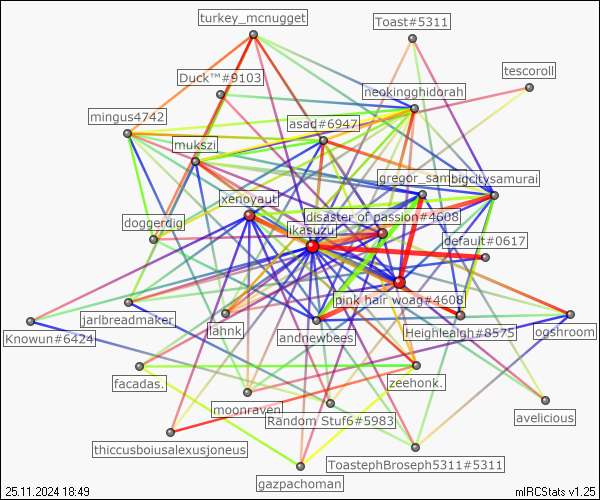 turkey_mcnugget
Toast#5311
Duck™#9103
tescoroll
neokingghidorah
mingus4742
asad#6947
mukszi
gregor_samsa
bigcitysamurai
xenoyaut
disaster of passion#4608
ikasuzu
doggerdig
default#0617
pink hair woag#4608
jarlbreadmaker
lahnk
Knowun#6424
andnewbees
Heighleaigh#8575
ogshroom
facadas.
zeehonk.
moonraven
Random Stuf6#5983
avelicious
thiccusboiusalexusjoneus
ToastephBroseph5311#5311
gazpachoman
25.11.2024 18:49
mIRCStats v1.25